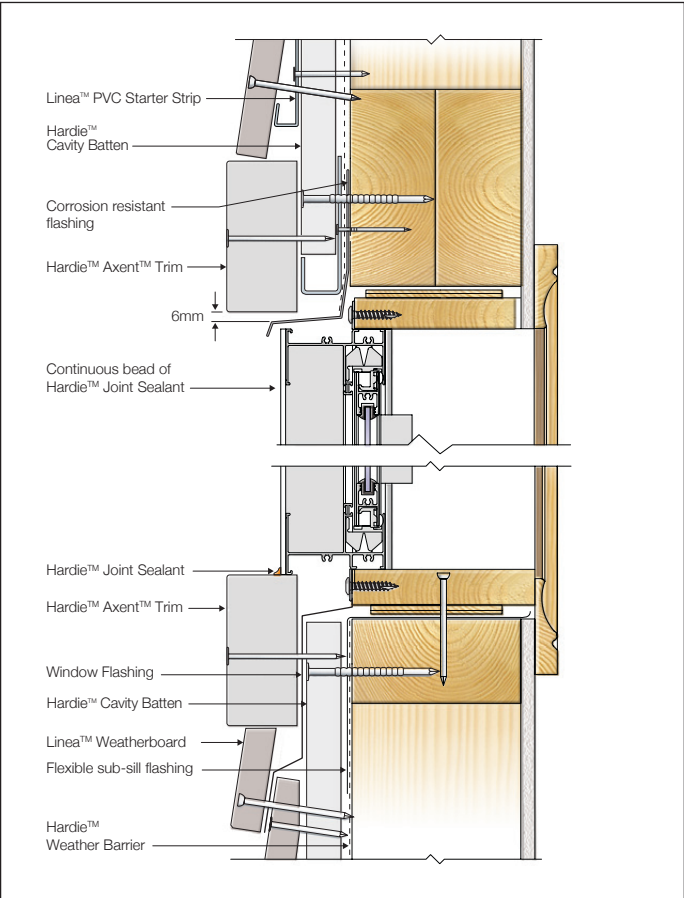 Linea™ PVC Starter Strip
Hardie™
Cavity Batten
Corrosion resistant
flashing
Hardie™ Axent™ Trim
6mm
Continuous bead of
Hardie™ Joint Sealant
Hardie™ Joint Sealant
Hardie™ Axent™ Trim
Window Flashing
Hardie™ Cavity Batten
Linea™ Weatherboard
Flexible sub-sill flashing
Hardie™
Weather Barrier